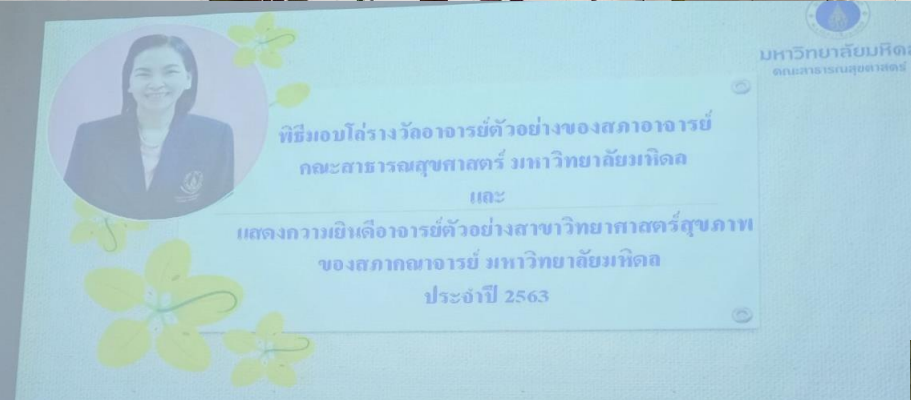 มหาวิทยาลัยมหิดล
คณะสาธารณสุขศาสตร์
พิธีมอบโล่รางวัลอาจารย์ตัวอย่างของสภาอาจารย์
คณะสาธารณสุขศาสตร์ มหาวิทยาลัยมหิดล
และ
แสดงความยินดีอาจารย์ตัวอย่างสาขาวิทยาศาสตร์สุขภาพ
ของสภาคณาจารย์ มหาวิทยาลัยมหิดล
ประจำปี 2563